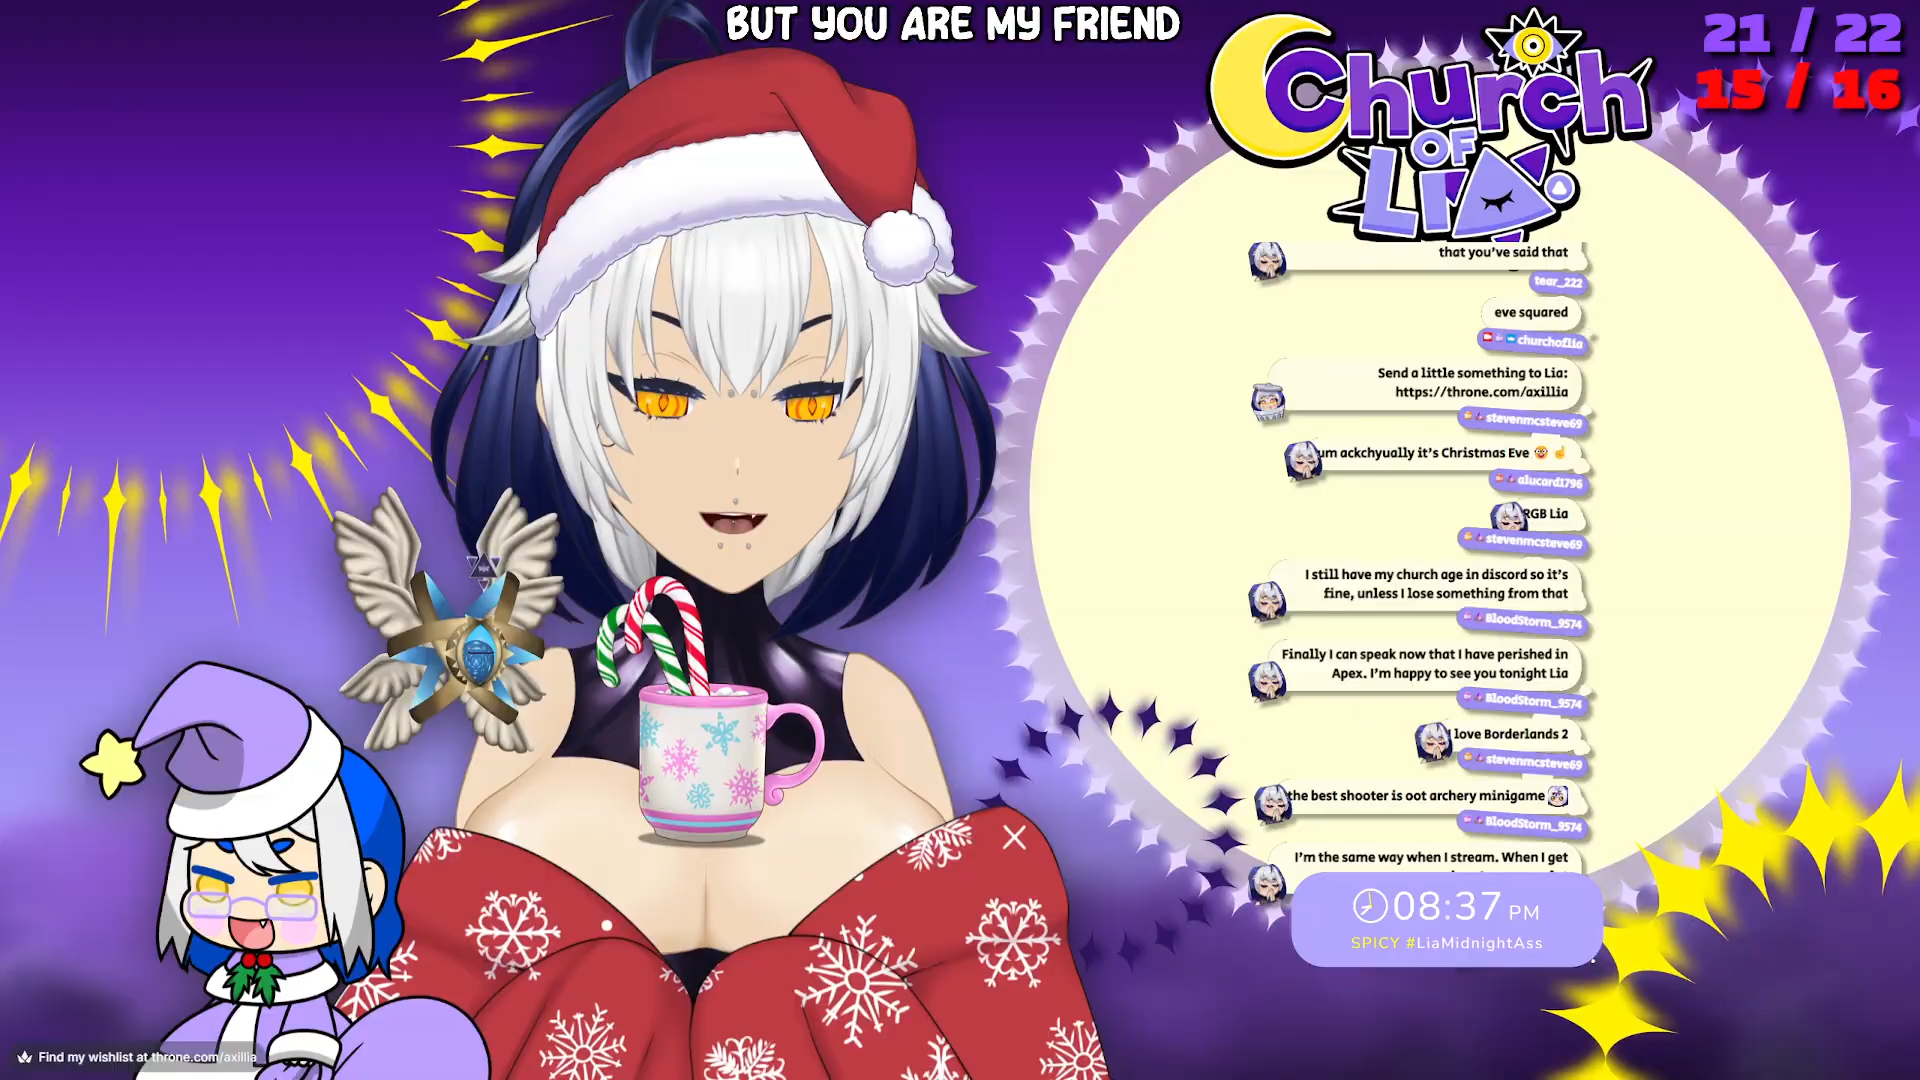 BUT YOU ARE MY FRIEND
Church
OF
LIA
21 / 22
15 / 16
that you've said that
tear_222
eve squared
churchoflia
Send a little something to Lia:
https://throne.com/axillia
stevenmcsteve69
um ackchyually it's Christmas Eve 🤓 ☝
alucard1796
RGB Lia
stevenmcsteve69
I still have my church age in discord so it's
fine, unless I lose something from that
BloodStorm_9574
Finally I can speak now that I have perished in
Apex. I'm happy to see you tonight Lia
BloodStorm_9574
love Borderlands 2
stevenmcsteve69
the best shooter is oot archery minigame
BloodStorm_9574
I'm the same way when I stream. When I get
08:37 PM
SPICY #LiaMidnightAss
Find my wishlist at throne.com/axillia